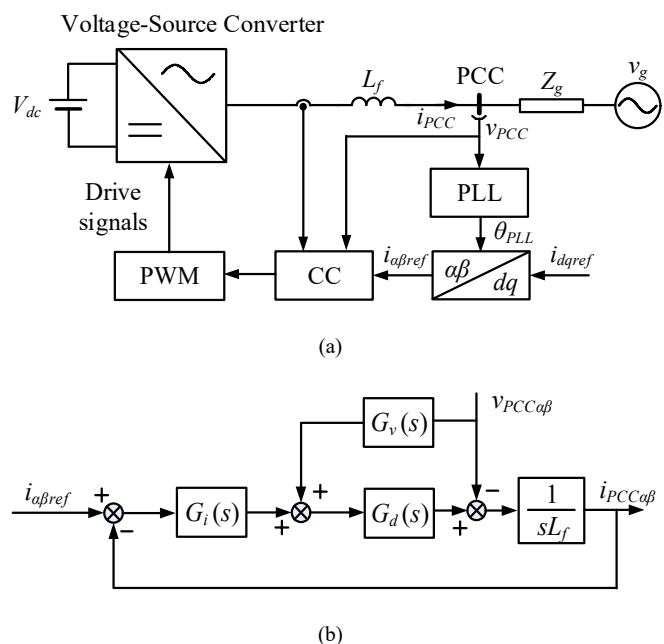 Voltage-Source Converter
V_dc
L_f
PCC
Z_g
v_g
i_PCC
v_PCC
Drive
signals
PLL
θ_PLL
PWM
CC
i_αβref
αβ
dq
i_dqref
(a)
v_PCCαβ
G_v(s)
i_αβref
+
−
G_i(s)
+
+
G_d(s)
+
−
1
sL_f
i_PCCαβ
(b)